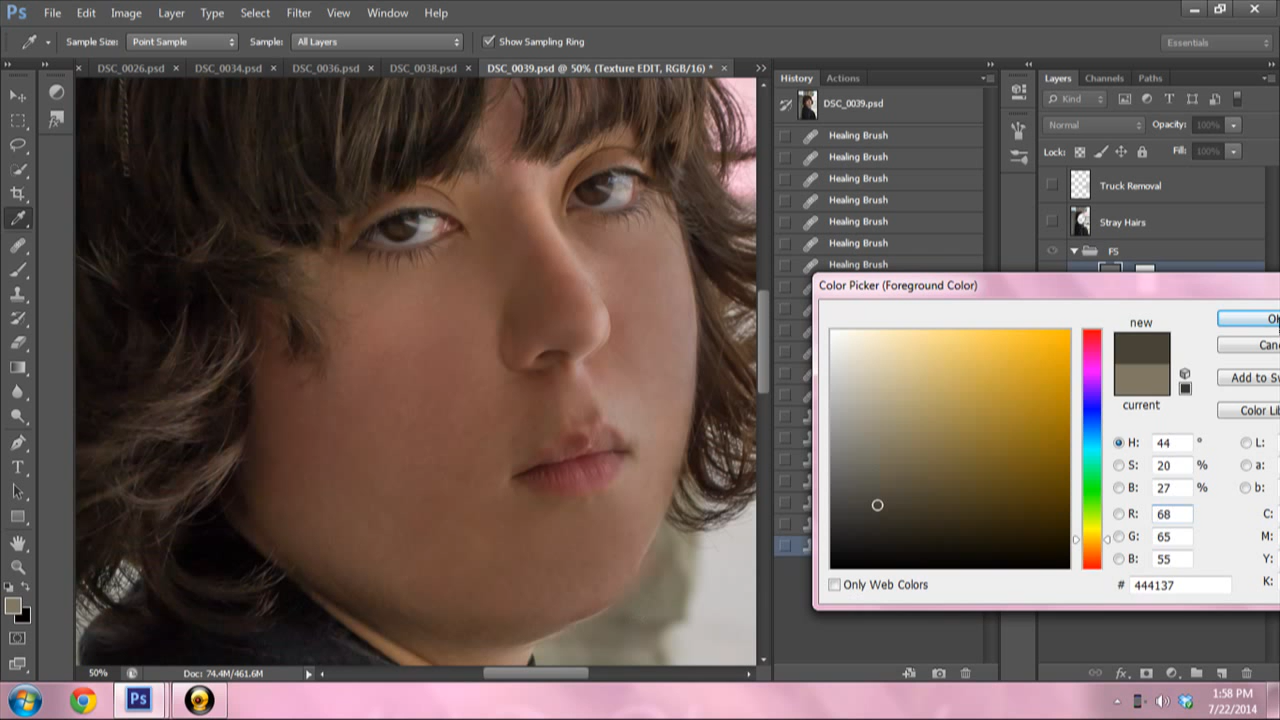 Ps File Edit Image Layer Type Select Filter View Window Help
Sample Size: Point Sample Sample: All Layers Show Sampling Ring Essentials
DSC_0026.psd × DSC_0034.psd × DSC_0036.psd × DSC_0038.psd × DSC_0039.psd @ 50% (Texture EDIT, RGB/16) * ×
History Actions
Layers Channels Paths
DSC_0039.psd
Kind
Healing Brush
Normal Opacity: 100%
Healing Brush
Lock: Fill: 100%
Healing Brush
Truck Removal
Healing Brush
Healing Brush
Stray Hairs
Healing Brush
FS
Healing Brush
Color Picker (Foreground Color)
new
current
Add to S
Color Li
H: 44 °
L:
S: 20 %
a:
B: 27 %
b:
R: 68
C:
G: 65
M:
B: 55
Y:
Only Web Colors
# 444137
K:
50% Doc: 74.4M/461.6M
Ps
1:58 PM
7/22/2014